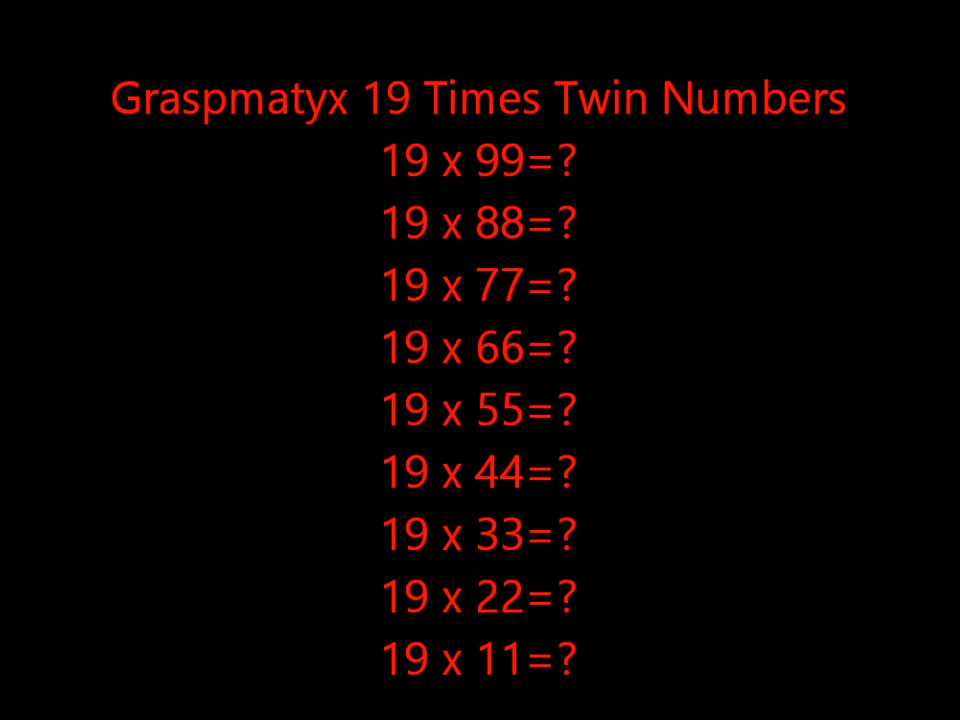 Graspmatyx 19 Times Twin Numbers
19 x 99=?
19 x 88=?
19 x 77=?
19 x 66=?
19 x 55=?
19 x 44=?
19 x 33=?
19 x 22=?
19 x 11=?